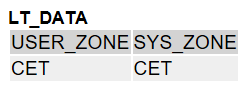 LT_DATA
USER_ZONE SYS_ZONE
CET CET